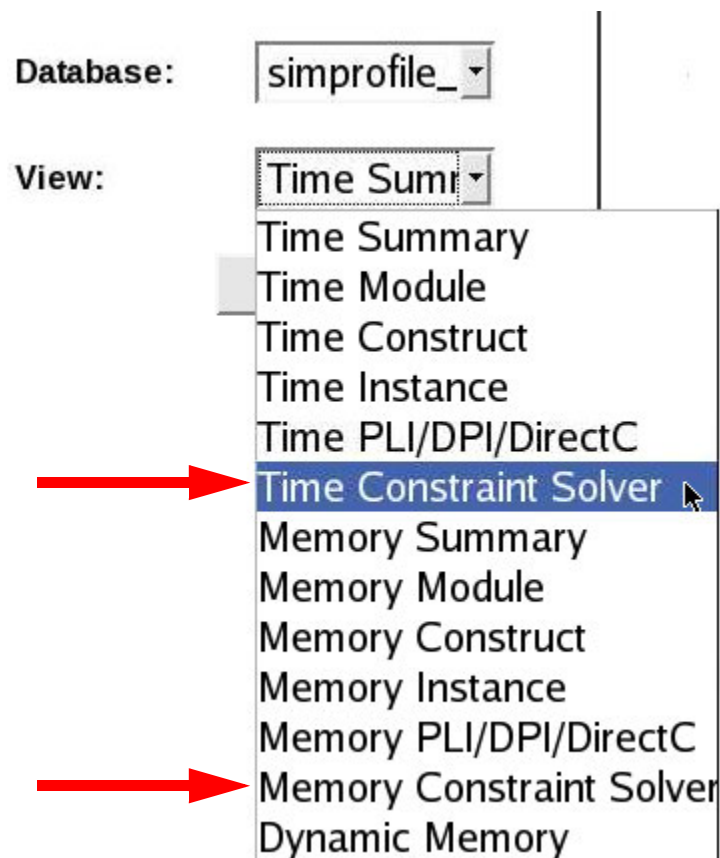 Database: simprofile_
View: Time Sumr
Time Summary
Time Module
Time Construct
Time Instance
Time PLI/DPI/DirectC
Time Constraint Solver
Memory Summary
Memory Module
Memory Construct
Memory Instance
Memory PLI/DPI/DirectC
Memory Constraint Solver
Dynamic Memory